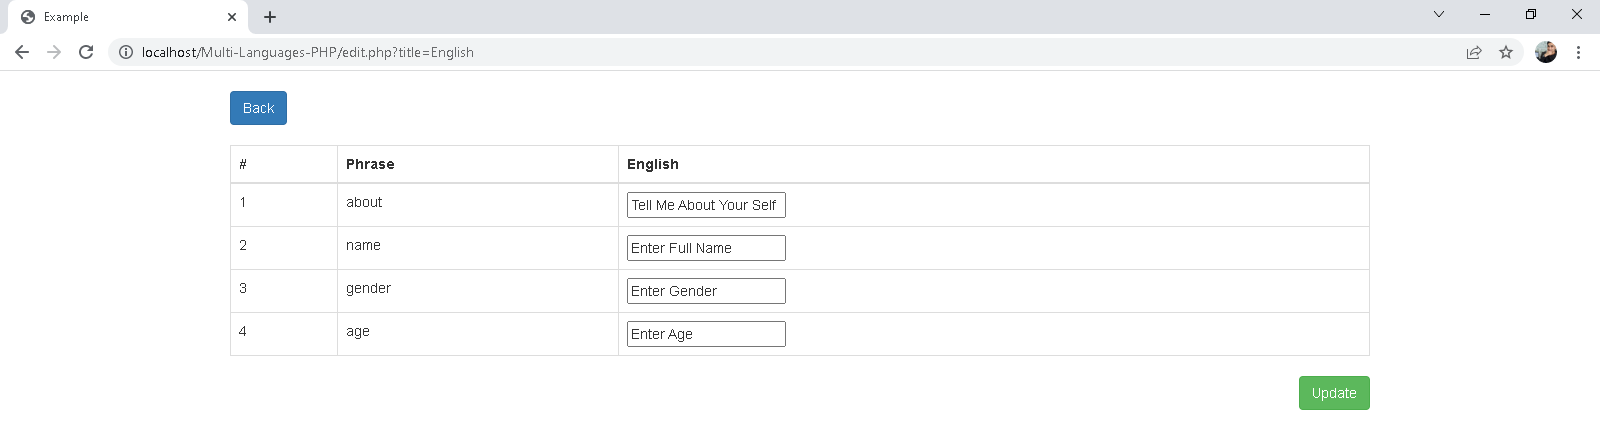 Example
localhost/Multi-Languages-PHP/edit.php?title=English
Back
# Phrase English
1 about Tell Me About Your Self
2 name Enter Full Name
3 gender Enter Gender
4 age Enter Age
Update